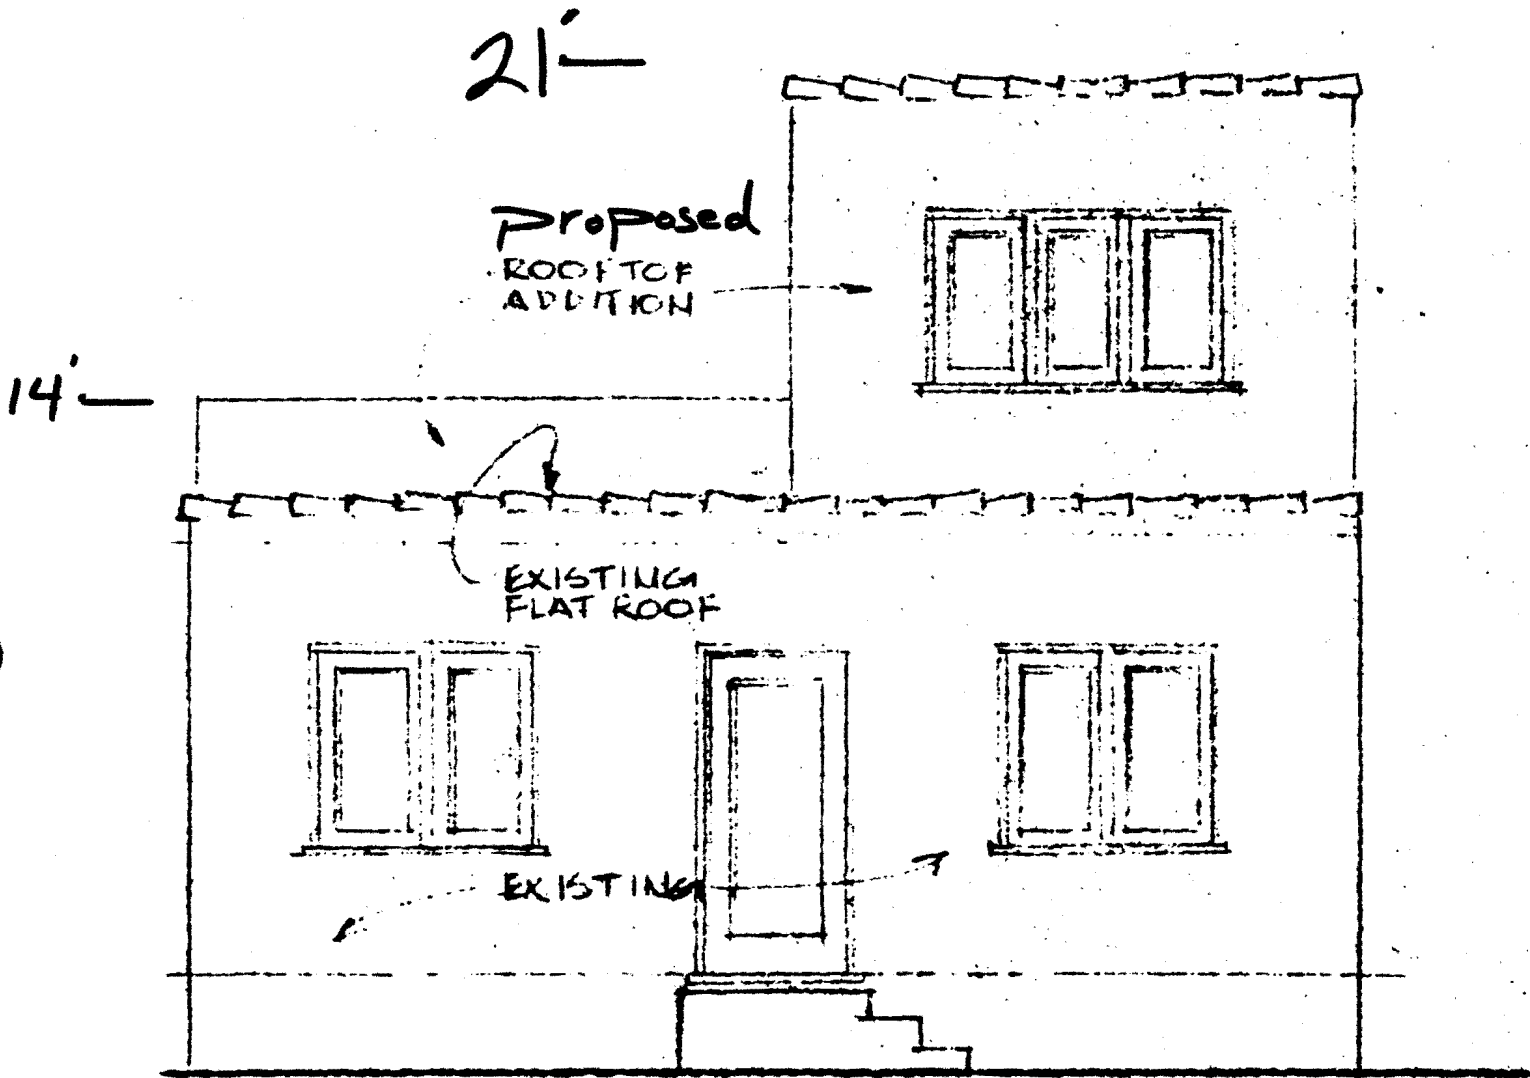 21'
proposed
ROOFTOP
ADDITION
14'
EXISTING
FLAT ROOF
EXISTING